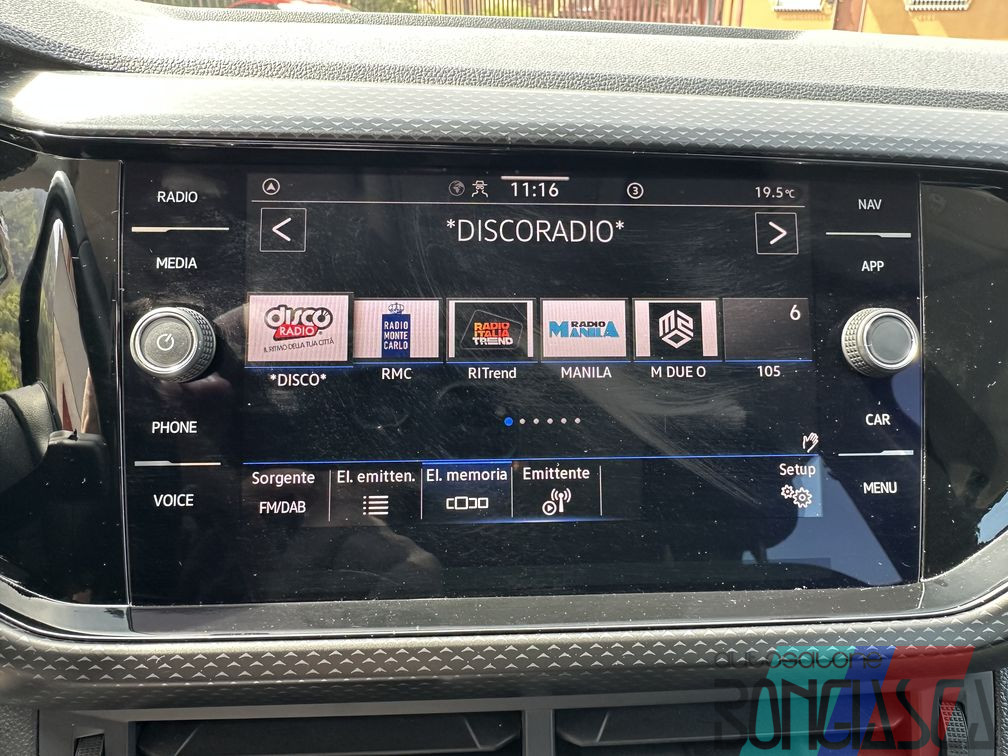 RADIO
MEDIA
PHONE
VOICE
11:16
3
19.5°C
*DISCORADIO*
disco
RADIO
IL RITMO DELLA TUA CITTÀ
RADIO
MONTE
CARLO
RADIO
ITALIA
TREND
RADIO
MANILA
6
*DISCO*
RMC
RITrend
MANILA
M DUE O
105
Sorgente
FM/DAB
El. emitten.
El. memoria
Emittente
Setup
NAV
APP
CAR
MENU
autosalone
BONGIASCA